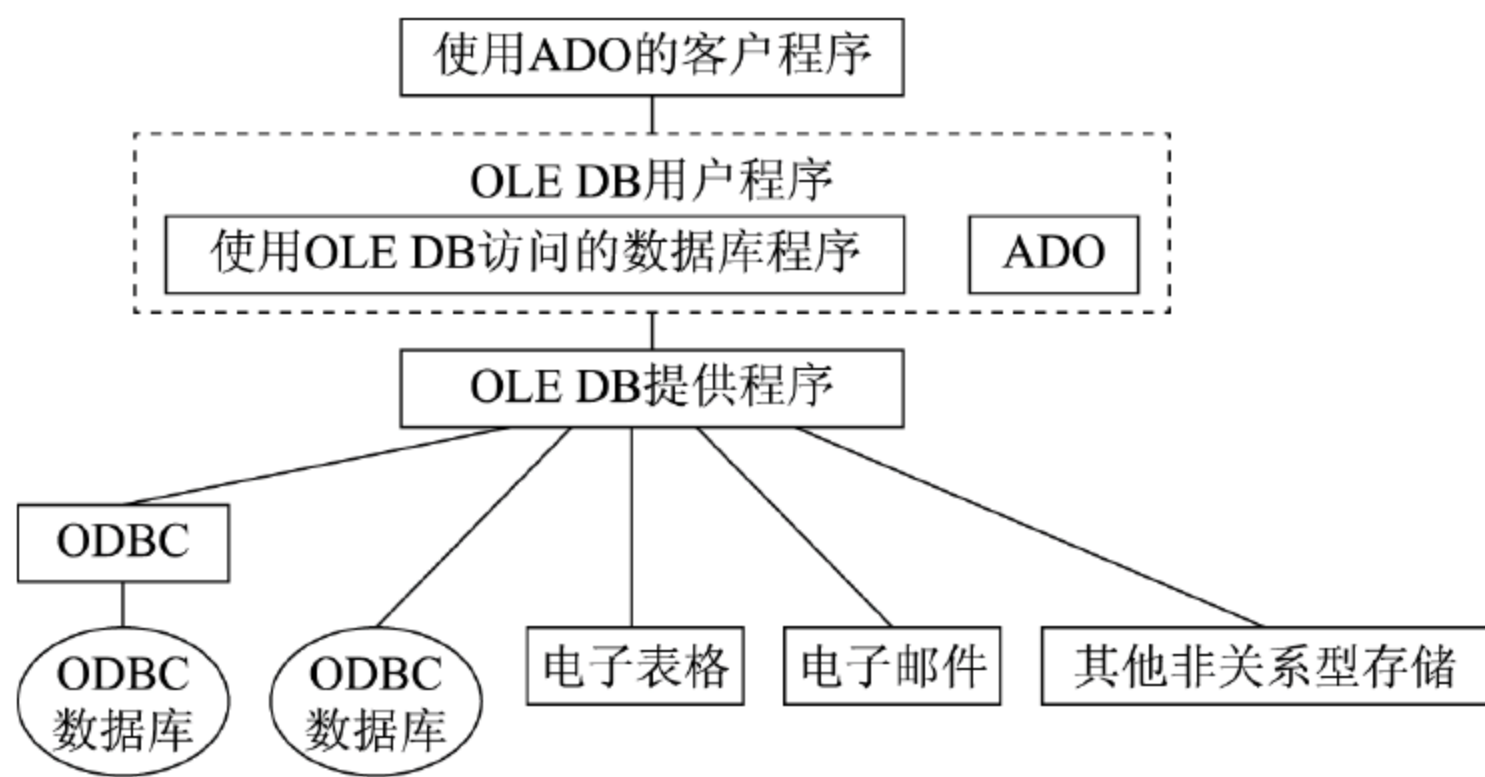 使用ADO的客户程序
OLE DB用户程序
使用OLE DB访问的数据库程序
ADO
OLE DB提供程序
ODBC
ODBC
数据库
ODBC
数据库
电子表格
电子邮件
其他非关系型存储